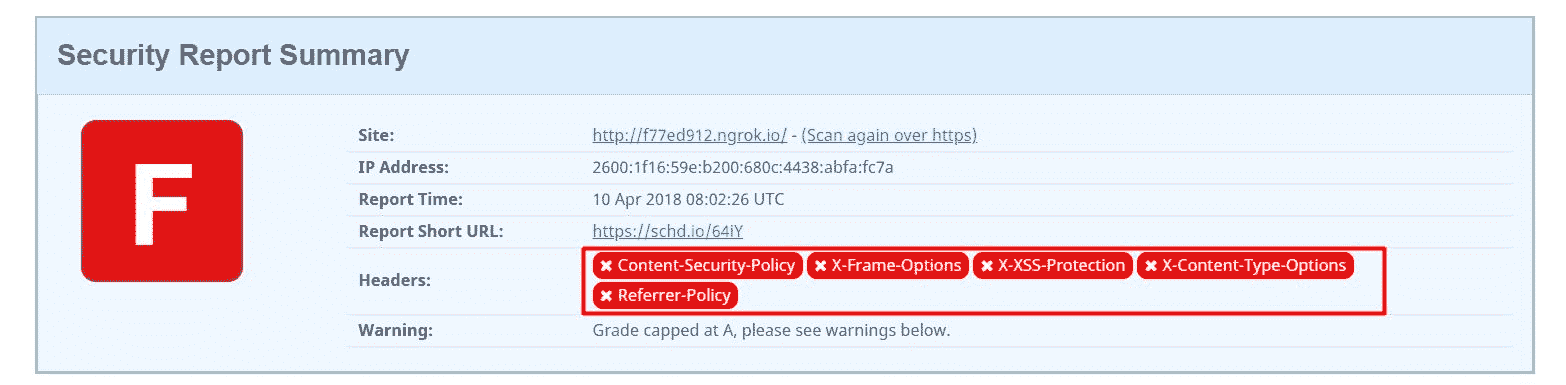 Security Report Summary
F
Site: http://f77ed912.ngrok.io/ - (Scan again over https)
IP Address: 2600:1f16:59e:b200:680c:4438:abfa:fc7a
Report Time: 10 Apr 2018 08:02:26 UTC
Report Short URL: https://schd.io/64iY
Headers: ✖ Content-Security-Policy ✖ X-Frame-Options ✖ X-XSS-Protection ✖ X-Content-Type-Options
✖ Referrer-Policy
Warning: Grade capped at A, please see warnings below.